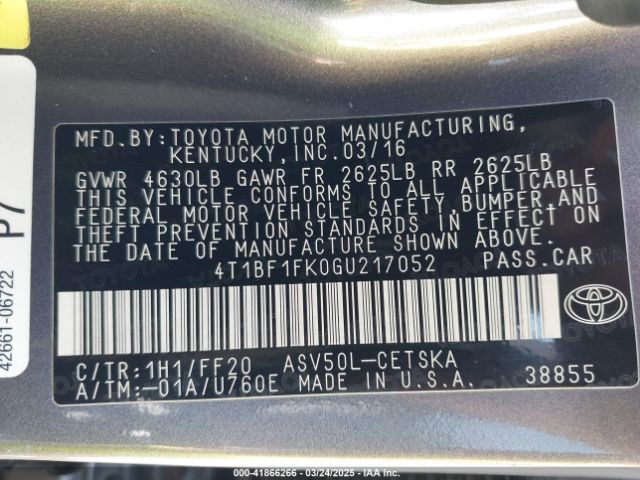 MFD.BY:TOYOTA MOTOR MANUFACTURING,
KENTUCKY,INC.03/16
GVWR 4630LB GAWR FR 2625LB RR 2625LB
THIS VEHICLE CONFORMS TO ALL APPLICABLE
FEDERAL MOTOR VEHICLE SAFETY,BUMPER,AND
THEFT PREVENTION STANDARDS IN EFFECT ON
THE DATE OF MANUFACTURE SHOWN ABOVE.
4T1BF1FK0GU217052 PASS.CAR
C/TR:1H1/FF20 ASV50L-CETSKA
A/TM:-01A/U760E MADE IN U.S.A. 38855
P7
42661-06722
000-41866266 - 03/24/2025 - IAA Inc.